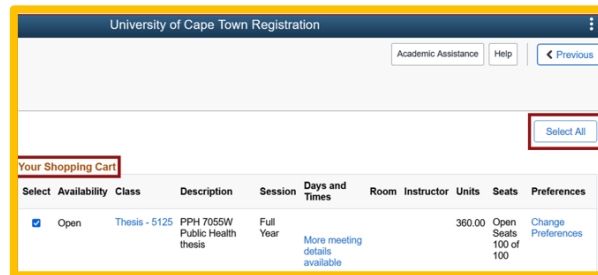 University of Cape Town Registration
Academic Assistance Help Previous
Select All
Your Shopping Cart
Select Availability Class Description Session Days and Times Room Instructor Units Seats Preferences
Open Thesis - 5125 PPH 7055W Public Health thesis Full Year More meeting details available 360.00 Open Seats 100 of 100 Change Preferences